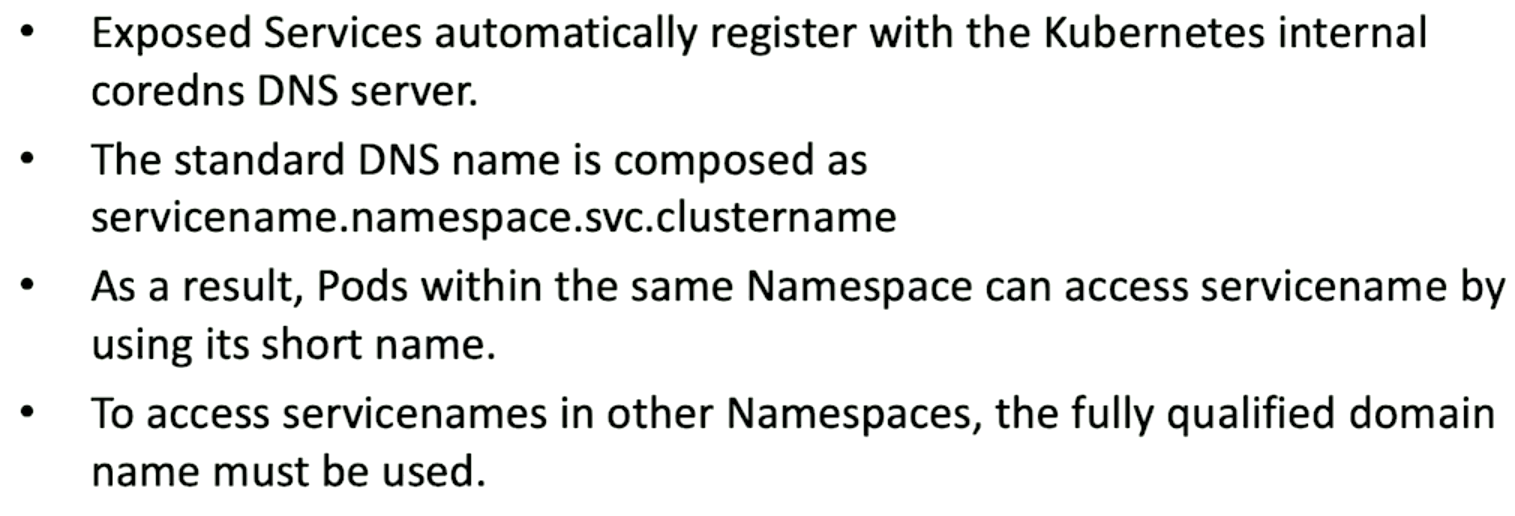 • Exposed Services automatically register with the Kubernetes internal
coredns DNS server.
• The standard DNS name is composed as
servicename.namespace.svc.clustername
• As a result, Pods within the same Namespace can access servicename by
using its short name.
• To access servicenames in other Namespaces, the fully qualified domain
name must be used.